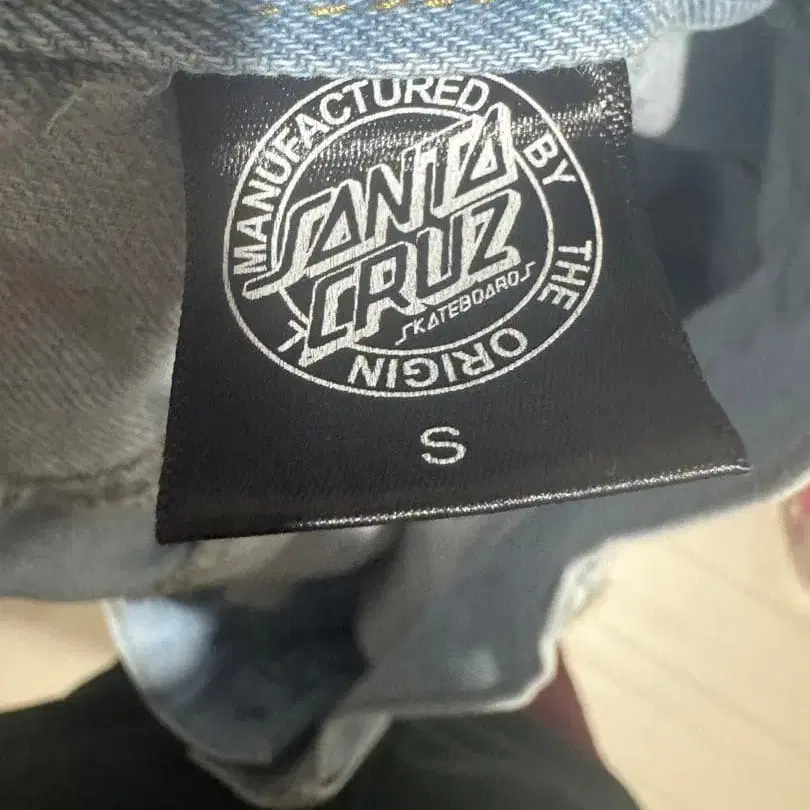 MANUFACTURED BY THE ORIGIN
SANTA
CRUZ
SKATEBOARDS
S